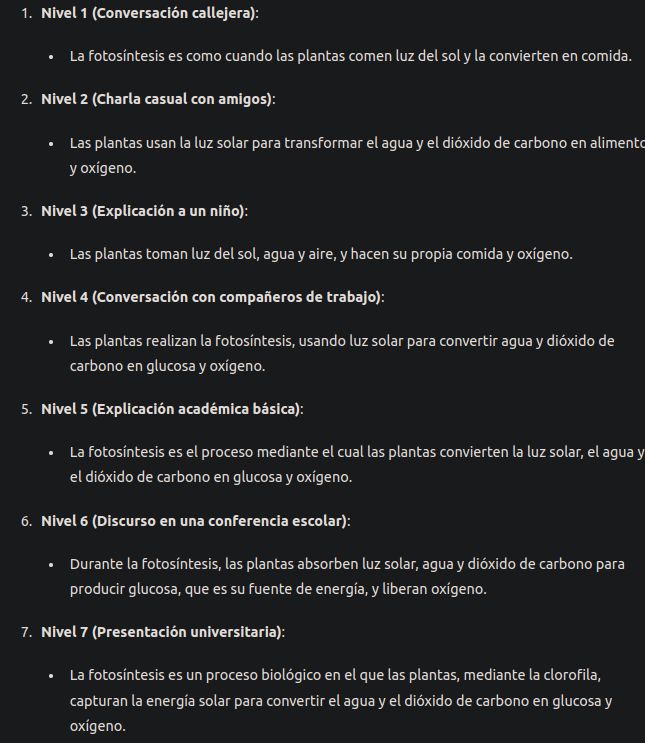 1. Nivel 1 (Conversación callejera):
• La fotosíntesis es como cuando las plantas comen luz del sol y la convierten en comida.
2. Nivel 2 (Charla casual con amigos):
• Las plantas usan la luz solar para transformar el agua y el dióxido de carbono en alimento
y oxígeno.
3. Nivel 3 (Explicación a un niño):
• Las plantas toman luz del sol, agua y aire, y hacen su propia comida y oxígeno.
4. Nivel 4 (Conversación con compañeros de trabajo):
• Las plantas realizan la fotosíntesis, usando luz solar para convertir agua y dióxido de
carbono en glucosa y oxígeno.
5. Nivel 5 (Explicación académica básica):
• La fotosíntesis es el proceso mediante el cual las plantas convierten la luz solar, el agua y
el dióxido de carbono en glucosa y oxígeno.
6. Nivel 6 (Discurso en una conferencia escolar):
• Durante la fotosíntesis, las plantas absorben luz solar, agua y dióxido de carbono para
producir glucosa, que es su fuente de energía, y liberan oxígeno.
7. Nivel 7 (Presentación universitaria):
• La fotosíntesis es un proceso biológico en el que las plantas, mediante la clorofila,
capturan la energía solar para convertir el agua y el dióxido de carbono en glucosa y
oxígeno.